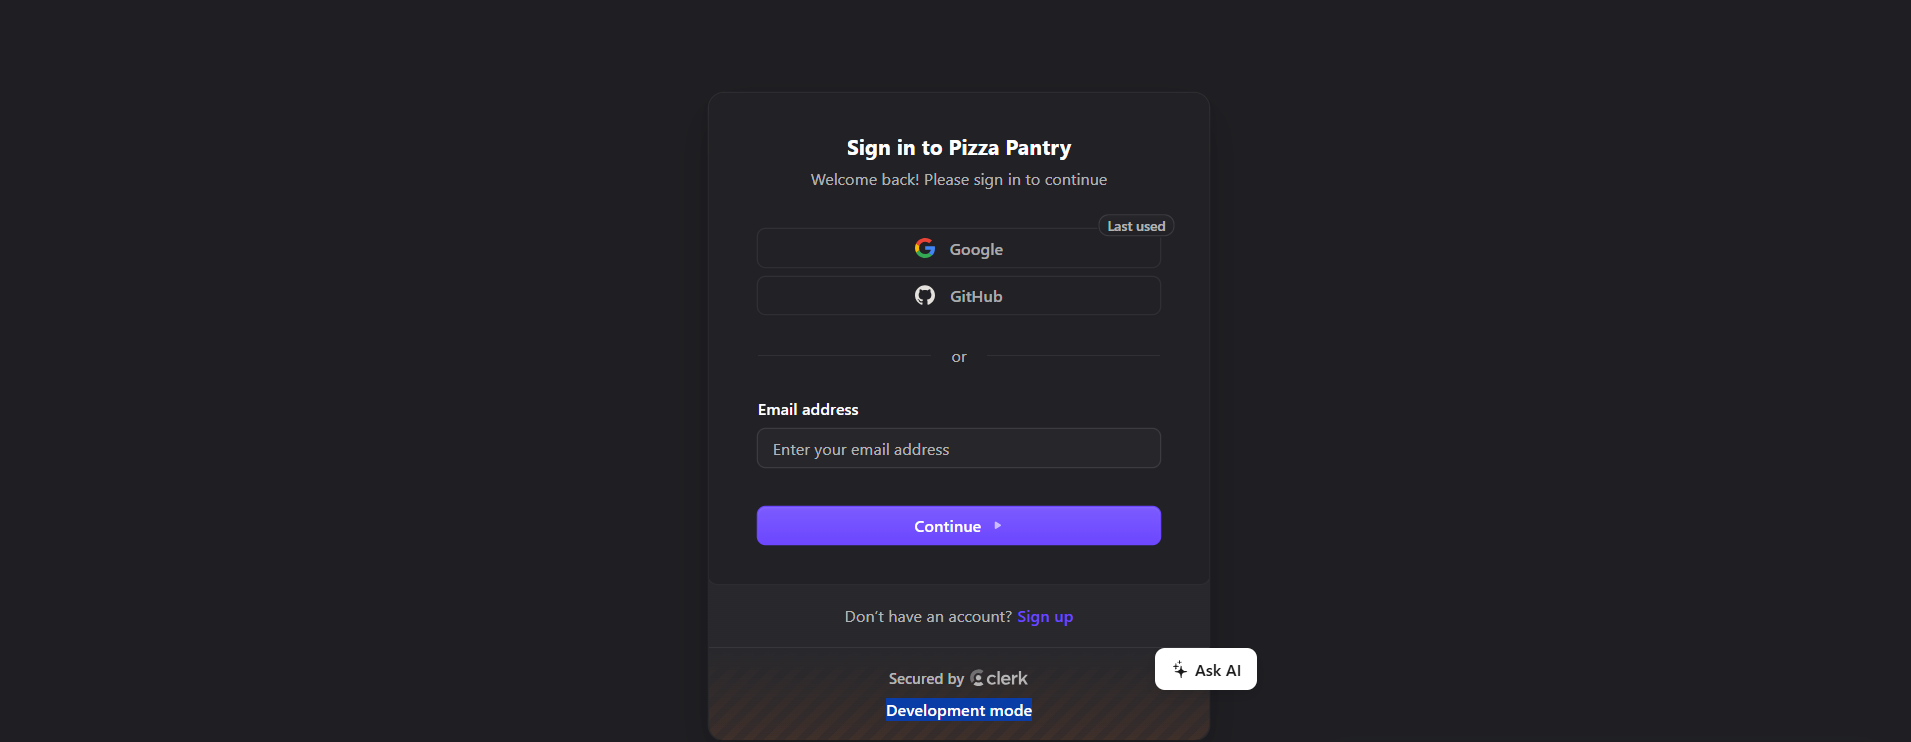 Sign in to Pizza Pantry
Welcome back! Please sign in to continue
Last used
Google
GitHub
or
Email address
Enter your email address
Continue
Don't have an account? Sign up
Secured by clerk
Ask AI
Development mode